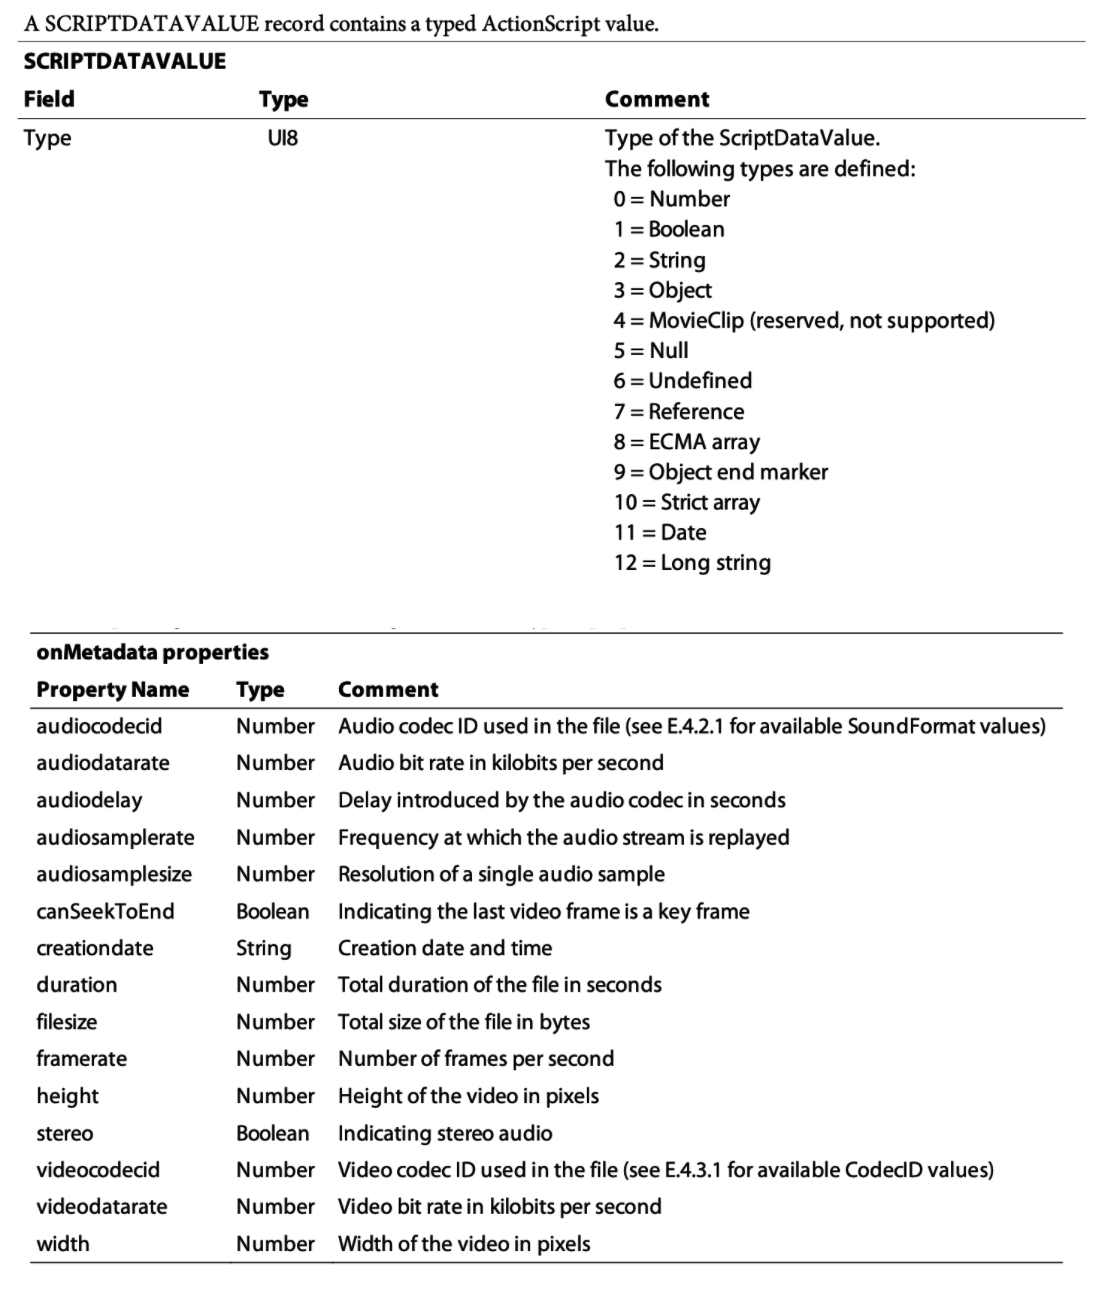 A SCRIPTDATAVALUE record contains a typed ActionScript value.
SCRIPTDATAVALUE
Field Type Comment
Type UI8 Type of the ScriptDataValue.
The following types are defined:
0 = Number
1 = Boolean
2 = String
3 = Object
4 = MovieClip (reserved, not supported)
5 = Null
6 = Undefined
7 = Reference
8 = ECMA array
9 = Object end marker
10 = Strict array
11 = Date
12 = Long string
onMetadata properties
Property Name Type Comment
audiocodecid Number Audio codec ID used in the file (see E.4.2.1 for available SoundFormat values)
audiodatarate Number Audio bit rate in kilobits per second
audiodelay Number Delay introduced by the audio codec in seconds
audiosamplerate Number Frequency at which the audio stream is replayed
audiosamplesize Number Resolution of a single audio sample
canSeekToEnd Boolean Indicating the last video frame is a key frame
creationdate String Creation date and time
duration Number Total duration of the file in seconds
filesize Number Total size of the file in bytes
framerate Number Number of frames per second
height Number Height of the video in pixels
stereo Boolean Indicating stereo audio
videocodecid Number Video codec ID used in the file (see E.4.3.1 for available CodecID values)
videodatarate Number Video bit rate in kilobits per second
width Number Width of the video in pixels